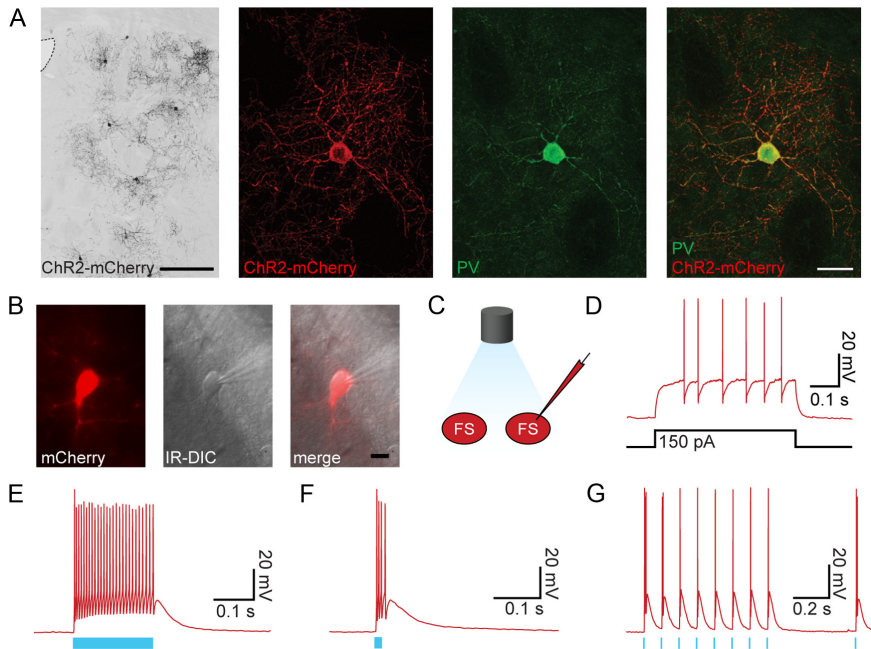 A
ChR2-mCherry
ChR2-mCherry
PV
PV
ChR2-mCherry
B
mCherry
IR-DIC
merge
C
FS
FS
D
20 mV
0.1 s
150 pA
E
20 mV
0.1 s
F
20 mV
0.1 s
G
20 mV
0.2 s